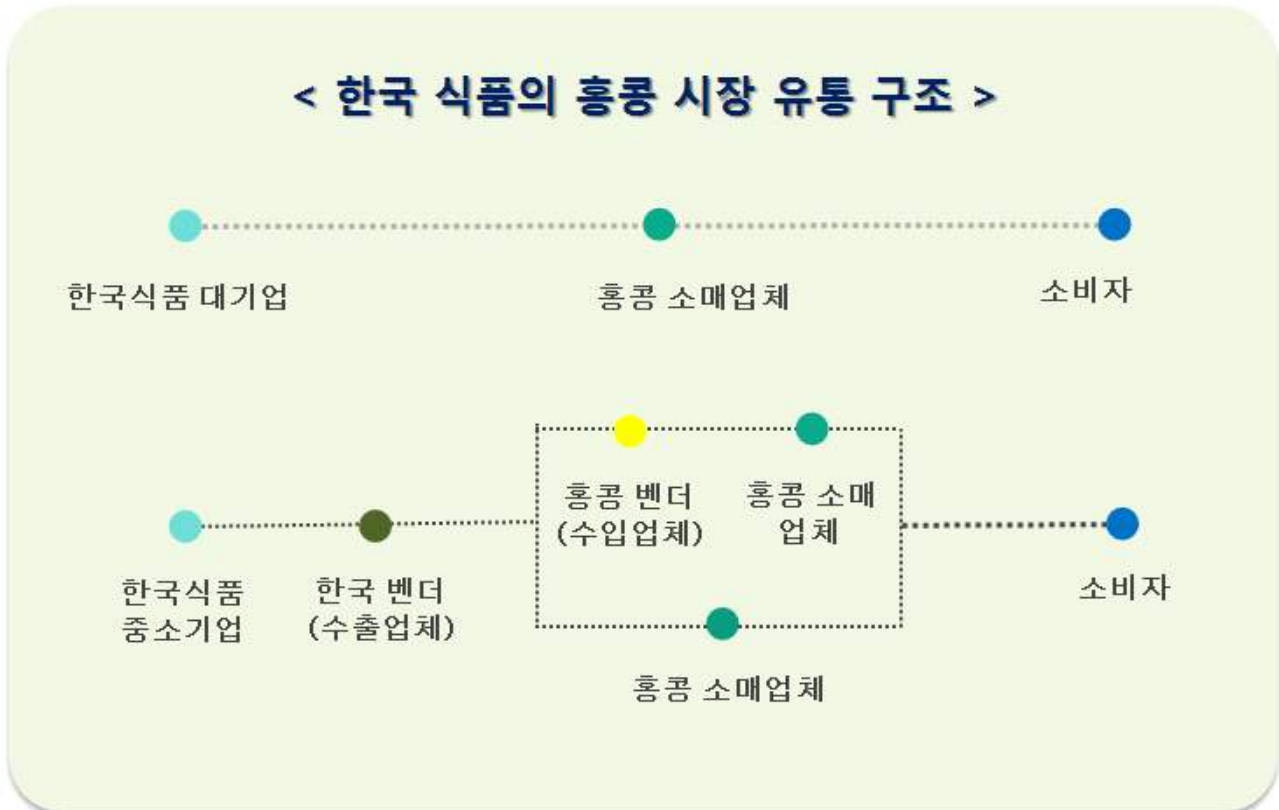 < 한국 식품의 홍콩 시장 유통 구조 >
한국식품 대기업
홍콩 소매업체
소비자
홍콩 벤더
(수입업체)
홍콩 소매
업체
한국식품
중소기업
한국 벤더
(수출업체)
소비자
홍콩 소매업체